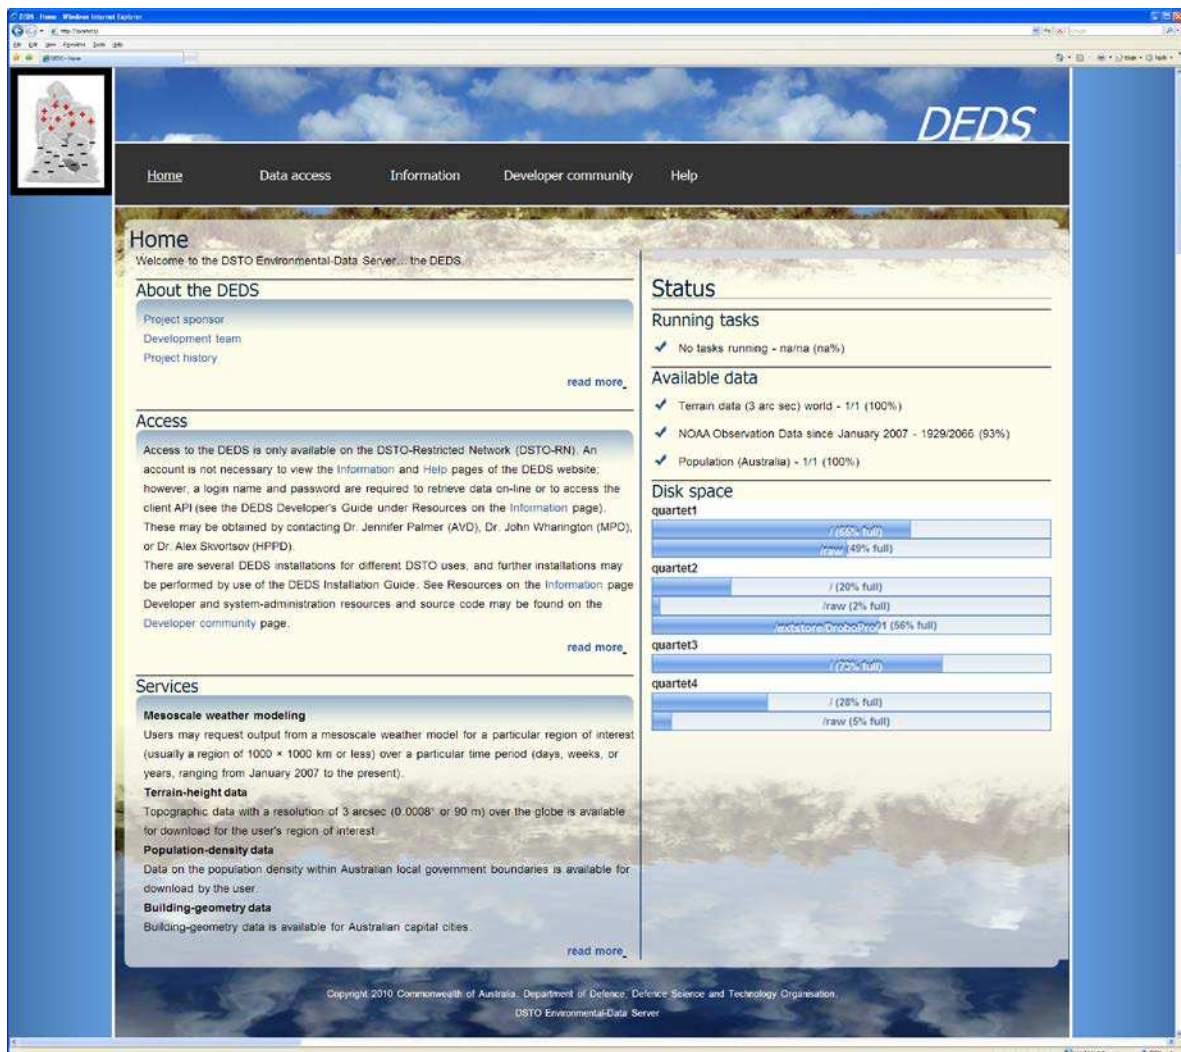 DEDS - Home - Windows Internet Explorer
DEDS - Home
DEDS
Home Data access Information Developer community Help
Home
Welcome to the DSTO Environmental-Data Server... the DEDS.
About the DEDS
Project sponsor
Development team
Project history
read more
Access
Access to the DEDS is only available on the DSTO-Restricted Network (DSTO-RN). An
account is not necessary to view the Information and Help pages of the DEDS website;
however, a login name and password are required to retrieve data on-line or to access the
client API (see the DEDS Developer's Guide under Resources on the Information page).
These may be obtained by contacting Dr. Jennifer Palmer (AVD), Dr. John Wharington (MPD),
or Dr. Alex Skvortsov (HPPD).
There are several DEDS installations for different DSTO uses, and further installations may
be performed by use of the DEDS Installation Guide. See Resources on the Information page
Developer and system-administration resources and source code may be found on the
Developer community page.
read more
Services
Mesoscale weather modeling
Users may request output from a mesoscale weather model for a particular region of interest
(usually a region of 1000 × 1000 km or less) over a particular time period (days, weeks, or
years, ranging from January 2007 to the present).
Terrain-height data
Topographic data with a resolution of 3 arcsec (0.0008° or 90 m) over the globe is available
for download for the user's region of interest.
Population-density data
Data on the population density within Australian local government boundaries is available for
download by the user.
Building-geometry data
Building-geometry data is available for Australian capital cities.
read more
Status
Running tasks
No tasks running - na/na (na%)
Available data
Terrain data (3 arc sec) world - 1/1 (100%)
NOAA Observation Data since January 2007 - 1929/2066 (93%)
Population (Australia) - 1/1 (100%)
Disk space
quartet1
/ (65% full)
/raw (49% full)
quartet2
/ (20% full)
/raw (2% full)
/extstore/DroboPro01 (56% full)
quartet3
/ (73% full)
quartet4
/ (28% full)
/raw (5% full)
Copyright 2010 Commonwealth of Australia. Department of Defence, Defence Science and Technology Organisation.
DSTO Environmental-Data Server